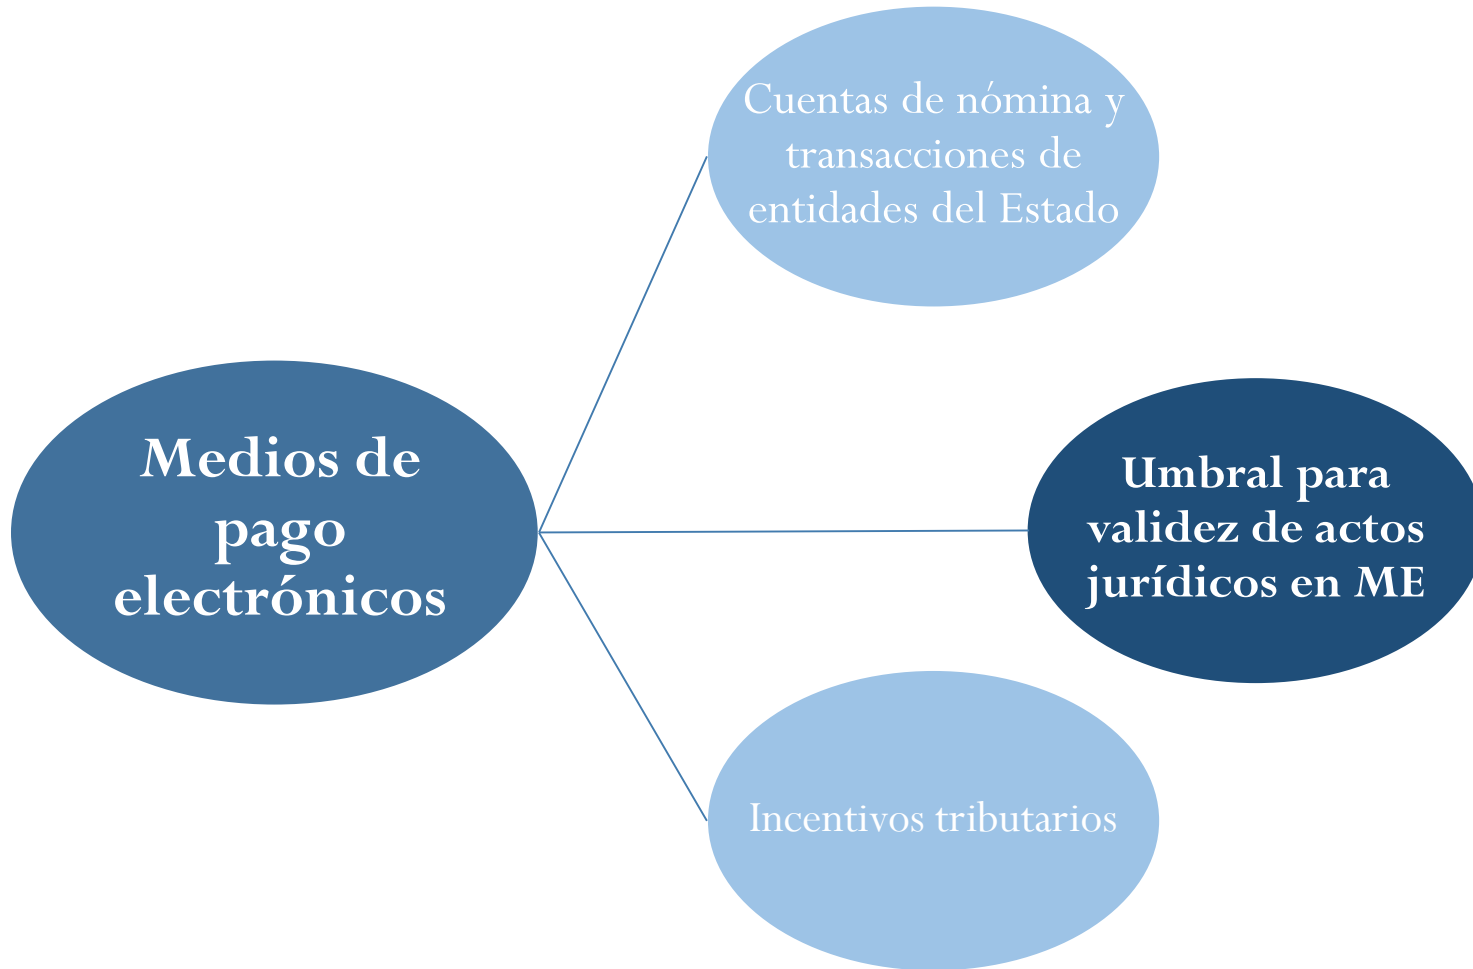 Cuentas de nómina y
transacciones de
entidades del Estado
Medios de
pago
electrónicos
Umbral para
validez de actos
jurídicos en ME
Incentivos tributarios